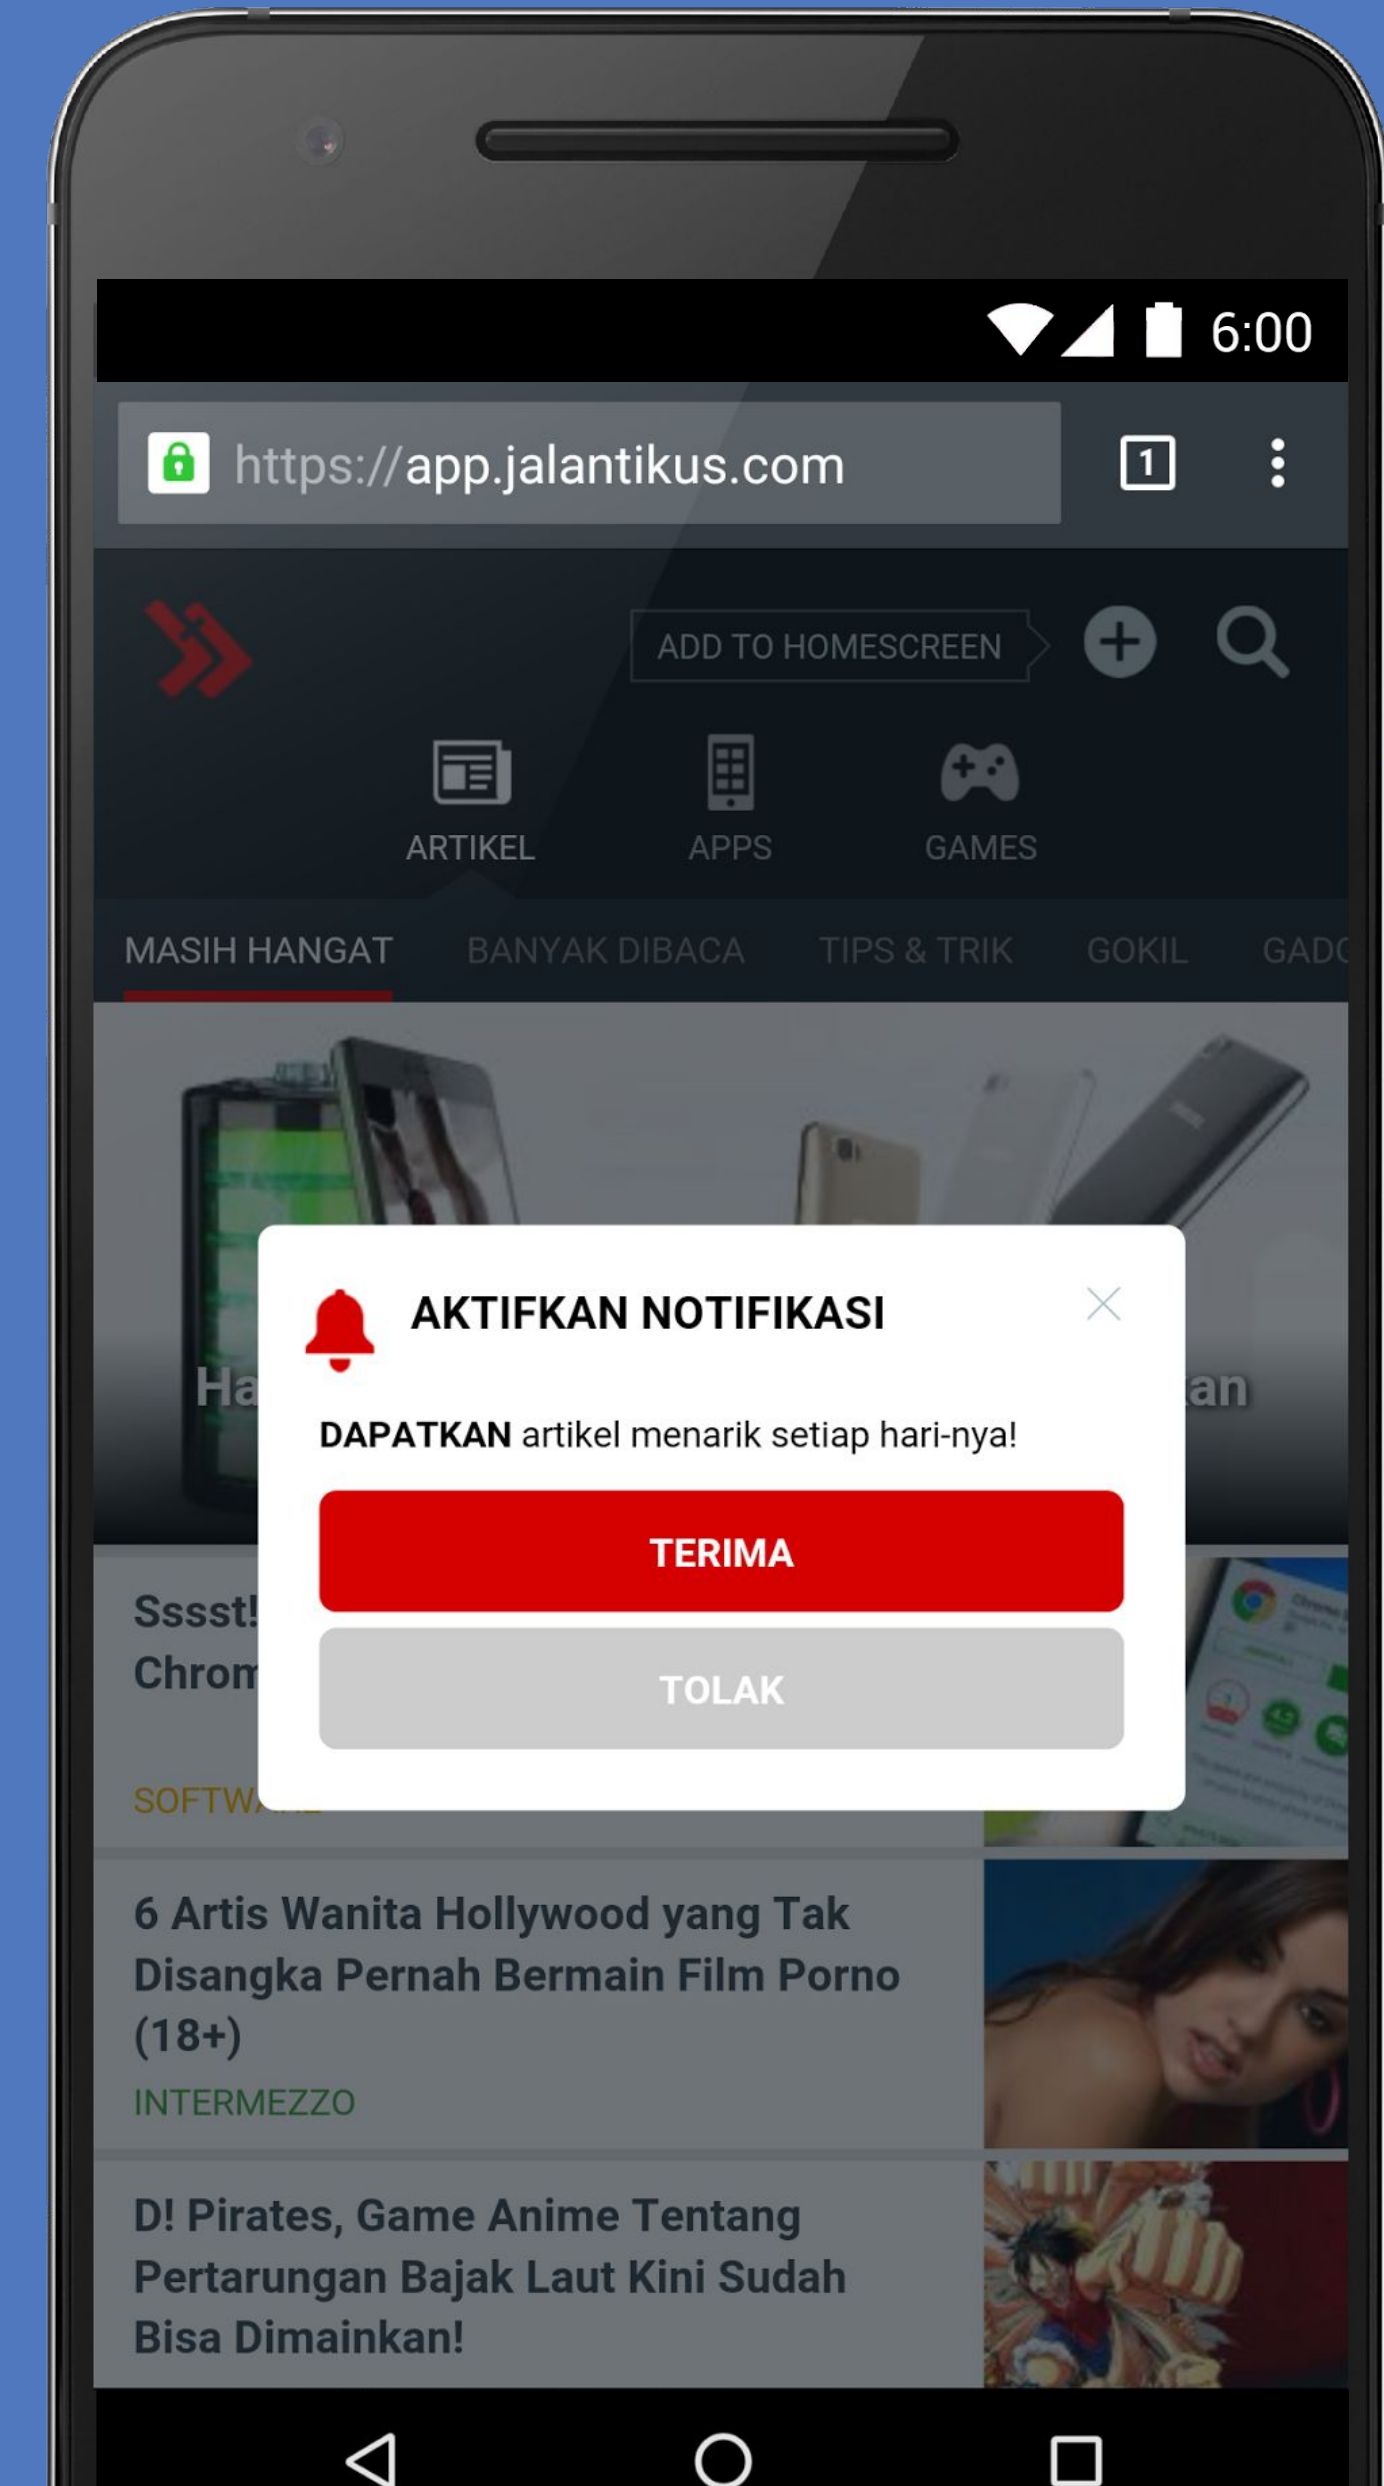 6:00
https://app.jalantikus.com
1
ADD TO HOMESCREEN
ARTIKEL APPS GAMES
MASIH HANGAT BANYAK DIBACA TIPS & TRIK GOKIL
AKTIFKAN NOTIFIKASI
DAPATKAN artikel menarik setiap hari-nya!
TERIMA
Sssst!
TOLAK
6 Artis Wanita Hollywood yang Tak
Disangka Pernah Bermain Film Porno
(18+)
INTERMEZZO
D! Pirates, Game Anime Tentang
Pertarungan Bajak Laut Kini Sudah
Bisa Dimainkan!